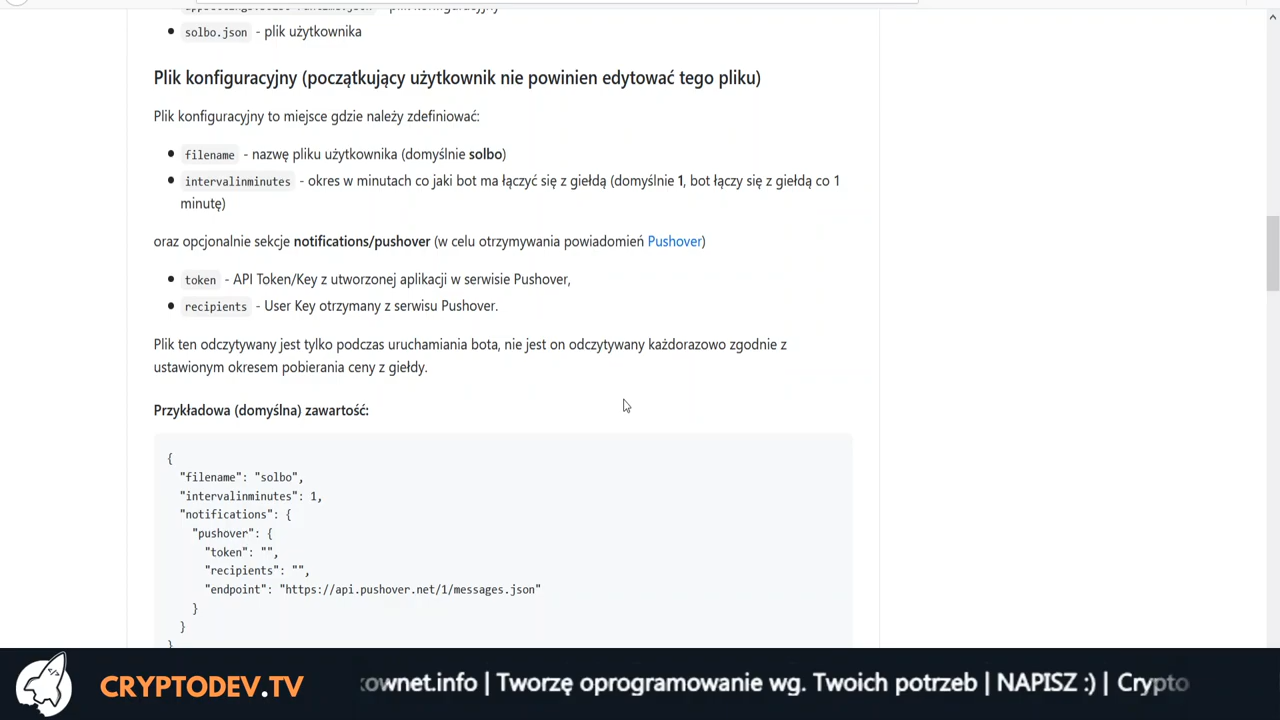 solbo.json - plik użytkownika
Plik konfiguracyjny (początkujący użytkownik nie powinien edytować tego pliku)
Plik konfiguracyjny to miejsce gdzie należy zdefiniować:
filename - nazwę pliku użytkownika (domyślnie solbo)
intervalinminutes - okres w minutach co jaki bot ma łączyć się z giełdą (domyślnie 1, bot łączy się z giełdą co 1
minutę)
oraz opcjonalnie sekcje notifications/pushover (w celu otrzymywania powiadomień Pushover)
token - API Token/Key z utworzonej aplikacji w serwisie Pushover,
recipients - User Key otrzymany z serwisu Pushover.
Plik ten odczytywany jest tylko podczas uruchamiania bota, nie jest on odczytywany każdorazowo zgodnie z
ustawionym okresem pobierania ceny z giełdy.
Przykładowa (domyślna) zawartość:
{
"filename": "solbo",
"intervalinminutes": 1,
"notifications": {
"pushover": {
"token": "",
"recipients": "",
"endpoint": "https://api.pushover.net/1/messages.json"
}
}
}
CRYPTODEV.TV
kownet.info | Tworzę oprogramowanie wg. Twoich potrzeb | NAPISZ :) | Crypto